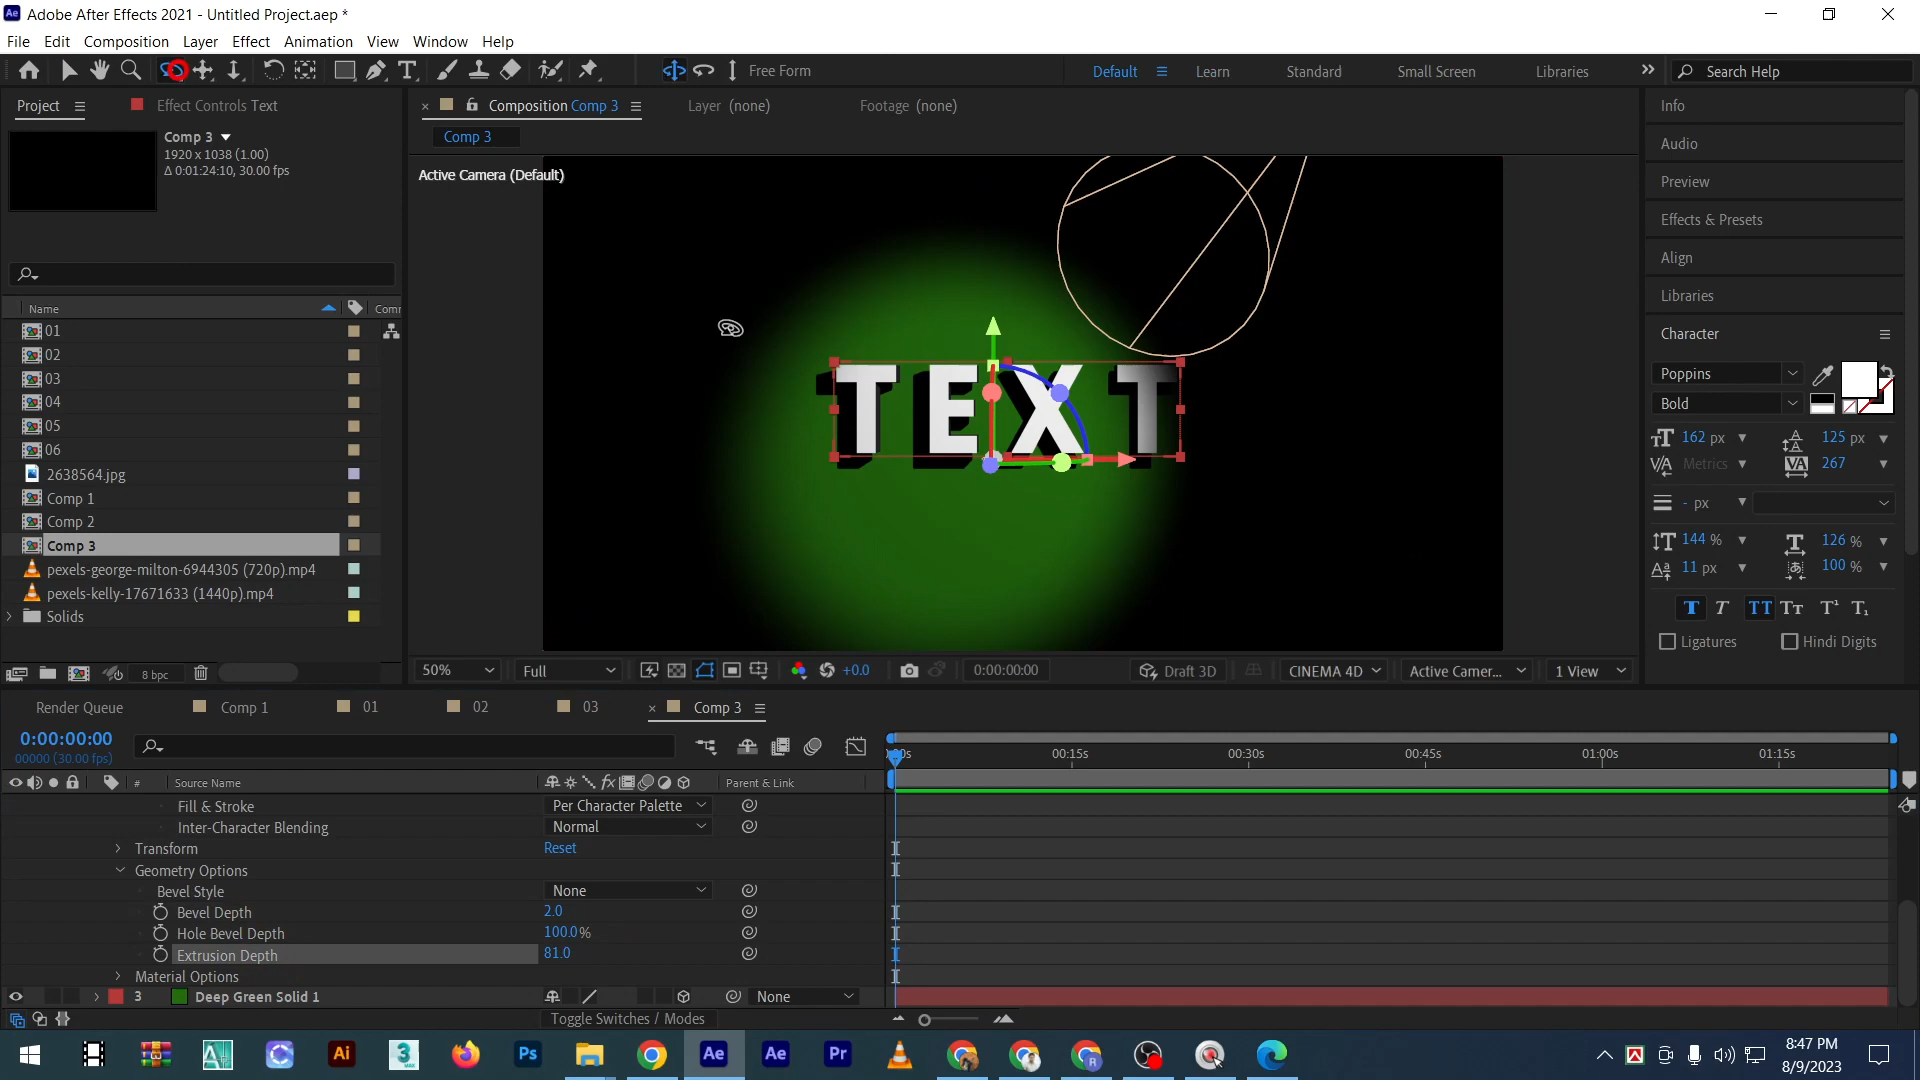 Adobe After Effects 2021 - Untitled Project.aep *
File Edit Composition Layer Effect Animation View Window Help
Free Form
Default Learn Standard Small Screen Libraries
Search Help
Project
Effect Controls Text
Composition Comp 3
Layer (none)
Footage (none)
Info
Comp 3
1920 x 1038 (1.00)
Δ 0:01:24:10, 30.00 fps
Comp 3
Active Camera (Default)
Audio
Preview
Effects & Presets
Align
Libraries
Character
Name
01
02
03
04
05
06
2638564.jpg
Comp 1
Comp 2
Comp 3
pexels-george-milton-6944305 (720p).mp4
pexels-kelly-17671633 (1440p).mp4
Solids
8 bpc
TEXT
Poppins
Bold
162 px
125 px
Metrics
267
- px
144 %
126 %
11 px
100 %
Ligatures
Hindi Digits
50%
Full
+0.0
0:00:00:00
Draft 3D
CINEMA 4D
Active Camer...
1 View
Render Queue
Comp 1
01
02
03
Comp 3
0:00:00:00
00000 (30.00 fps)
00:15s
00:30s
00:45s
01:00s
01:15s
# Source Name
Parent & Link
Fill & Stroke
Per Character Palette
Inter-Character Blending
Normal
Transform
Reset
Geometry Options
Bevel Style
None
Bevel Depth
2.0
Hole Bevel Depth
100.0%
Extrusion Depth
81.0
Material Options
3 Deep Green Solid 1
None
Toggle Switches / Modes
8:47 PM
8/9/2023